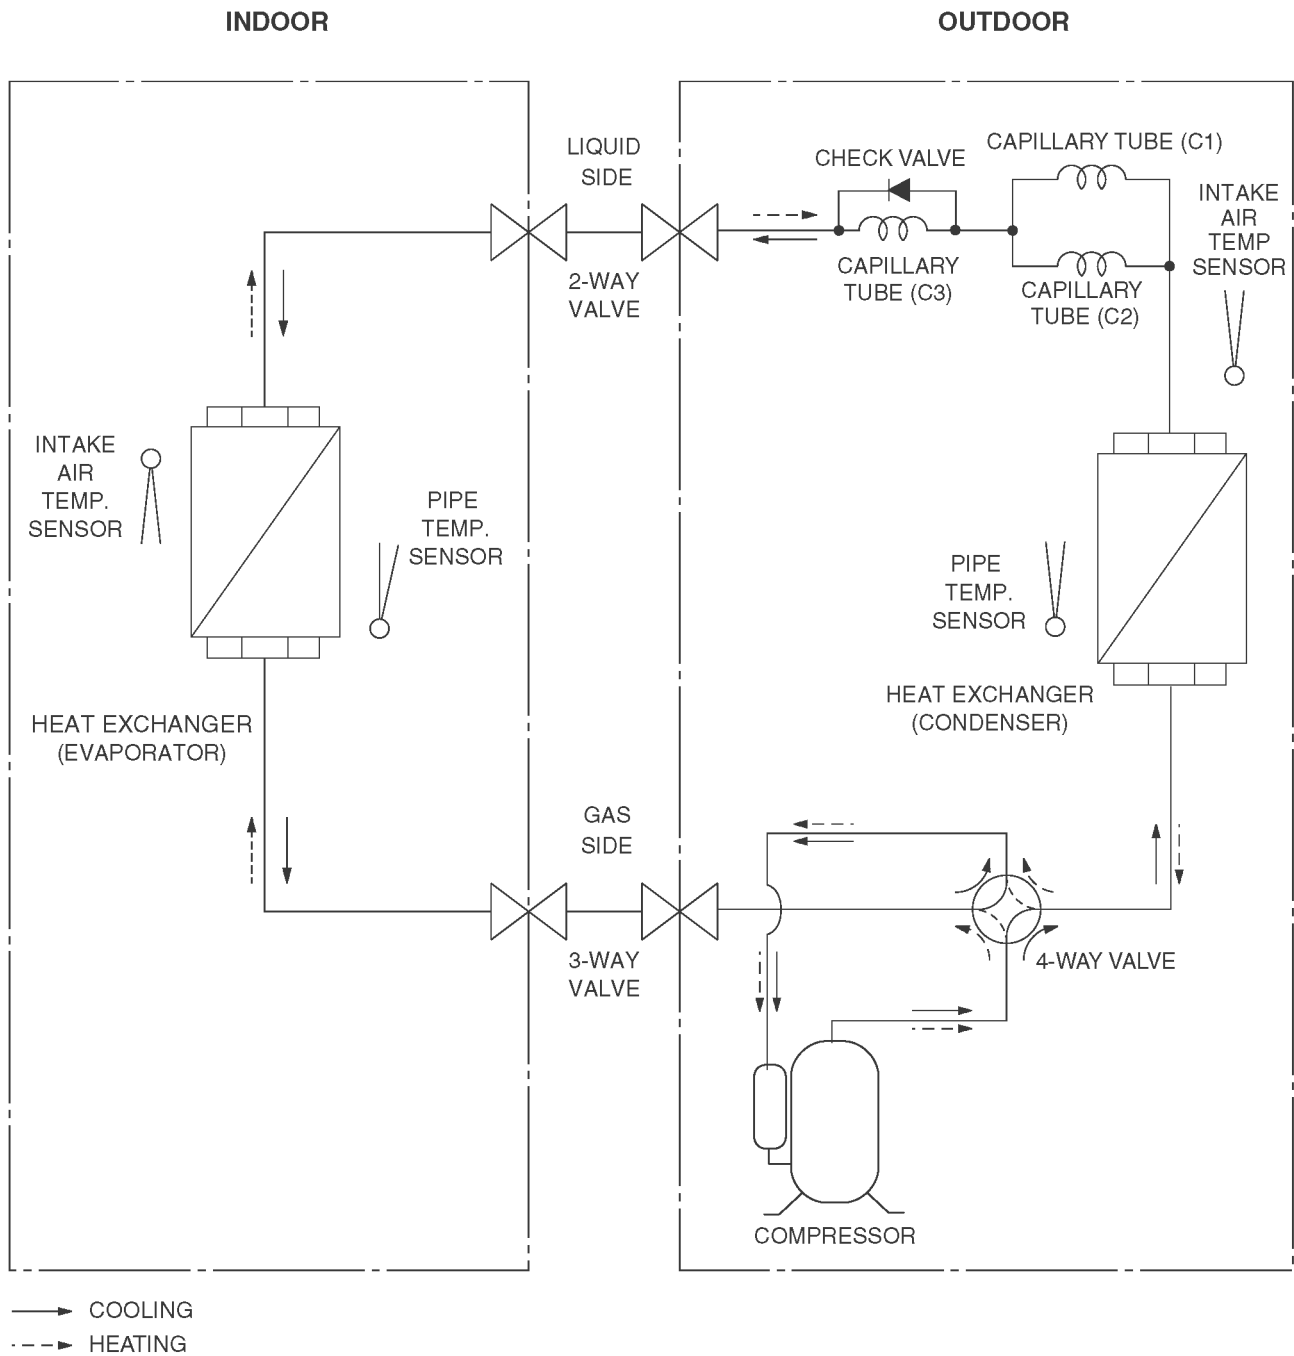 INDOOR
OUTDOOR
LIQUID
SIDE
2-WAY
VALVE
CHECK VALVE
CAPILLARY
TUBE (C3)
CAPILLARY TUBE (C1)
CAPILLARY
TUBE (C2)
INTAKE
AIR
TEMP
SENSOR
INTAKE
AIR
TEMP.
SENSOR
PIPE
TEMP.
SENSOR
PIPE
TEMP.
SENSOR
HEAT EXCHANGER
(EVAPORATOR)
HEAT EXCHANGER
(CONDENSER)
GAS
SIDE
3-WAY
VALVE
4-WAY VALVE
COMPRESSOR
COOLING
HEATING